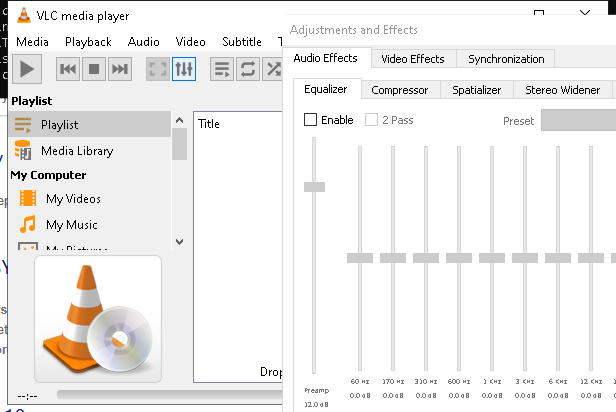 VLC media player
Media Playback Audio Video Subtitle
Adjustments and Effects
Audio Effects Video Effects Synchronization
Equalizer Compressor Spatializer Stereo Widener
Enable 2 Pass Preset
Playlist
Playlist
Media Library
My Computer
My Videos
My Music
My Pictures
Title
60 Hz 170 Hz 310 Hz 600 Hz 1 KHz 3 KHz 6 KHz 12 KHz
Preamp 0.0 dB 0.0 dB 0.0 dB 0.0 dB 0.0 dB 0.0 dB 0.0 dB 0.0 dB
12.0 dB
--:--